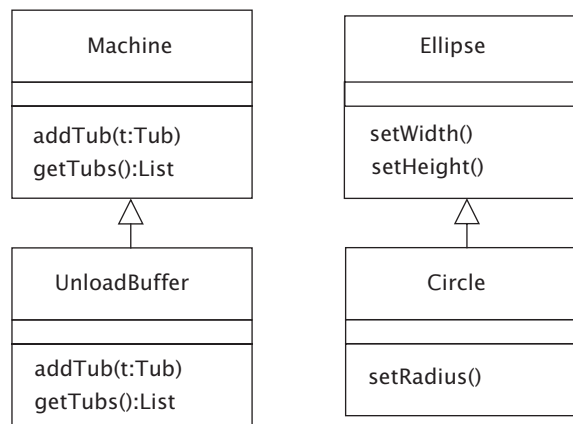 Machine
addTub(t:Tub)
getTubs():List
UnloadBuffer
addTub(t:Tub)
getTubs():List
Ellipse
setWidth()
setHeight()
Circle
setRadius()